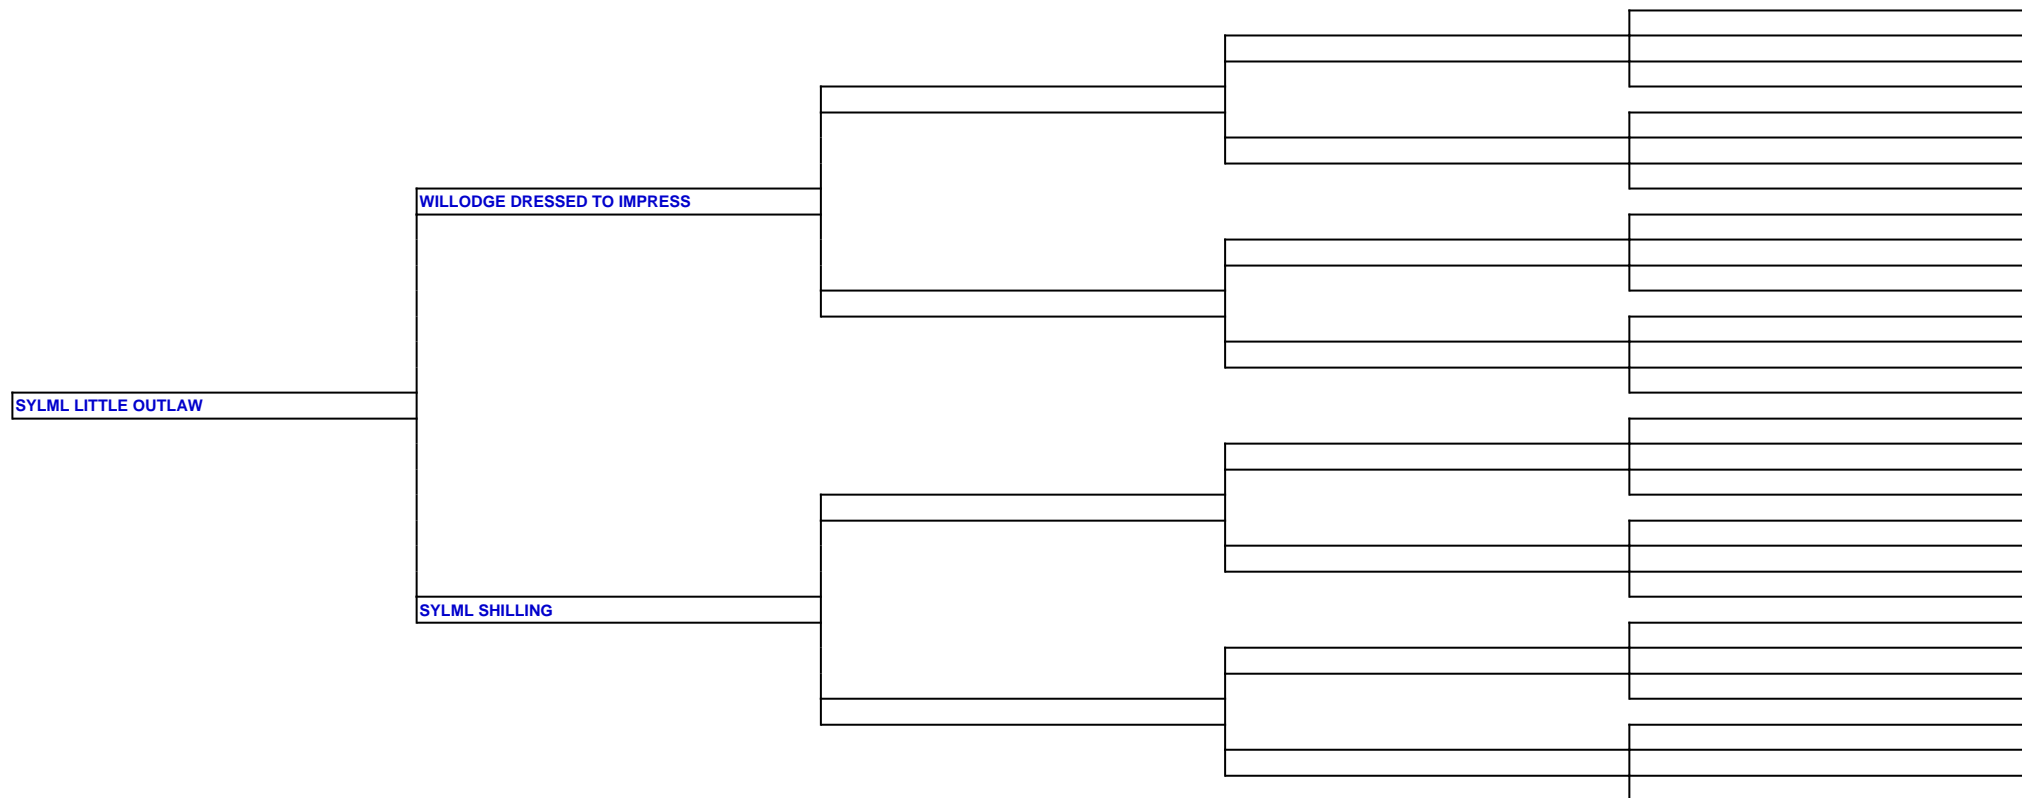 WILLODGE DRESSED TO IMPRESS
SYLML LITTLE OUTLAW
SYLML SHILLING